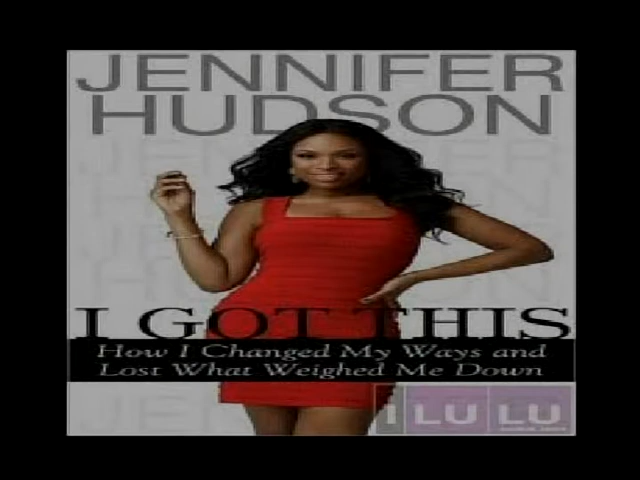 JENNIFER
HUDSON
I GOT THIS
How I Changed My Ways and
Lost What Weighed Me Down
I LU LU